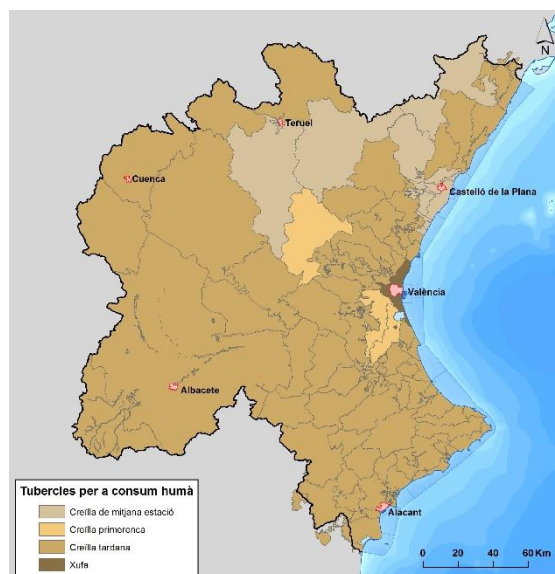 N
Teruel
Cuenca
Castelló de la Plana
València
Albacete
Alacant
Tubercles per a consum humà
Creïlla de mitjana estació
Creïlla primerenca
Creïlla tardana
Xufa
0 20 40 60 Km